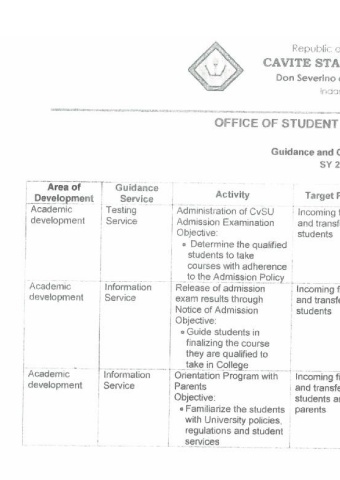 Republic
CAVITE STA
Don Severino
OFFICE OF STUDENT
Guidance and
SY 2
Area of Development
Guidance Service
Activity
Target
Academic development
Testing Service
Administration of CvSU
Admission Examination
Objective:
• Determine the qualified
students to take
courses with adherence
to the Admission Policy
Incoming f
and transf
students
Academic development
Information Service
Release of admission
exam results through
Notice of Admission
Objective:
• Guide students in
finalizing the course
they are qualified to
take in College
Incoming f
and transfe
students
Academic development
Information Service
Orientation Program with
Parents
Objective:
• Familiarize the students
with University policies,
regulations and student
services
Incoming fi
and transfe
students a
parents